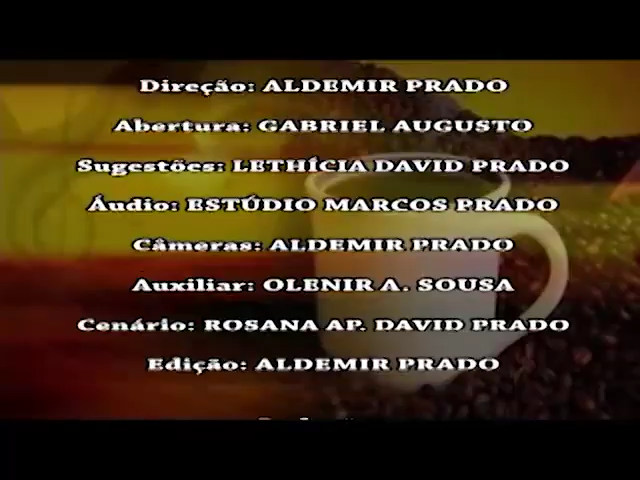 Direção: ALDEMIR PRADO
Abertura: GABRIEL AUGUSTO
Sugestões: LETHÍCIA DAVID PRADO
Áudio: ESTÚDIO MARCOS PRADO
Câmeras: ALDEMIR PRADO
Auxiliar: OLENIR A. SOUSA
Cenário: ROSANA AP. DAVID PRADO
Edição: ALDEMIR PRADO